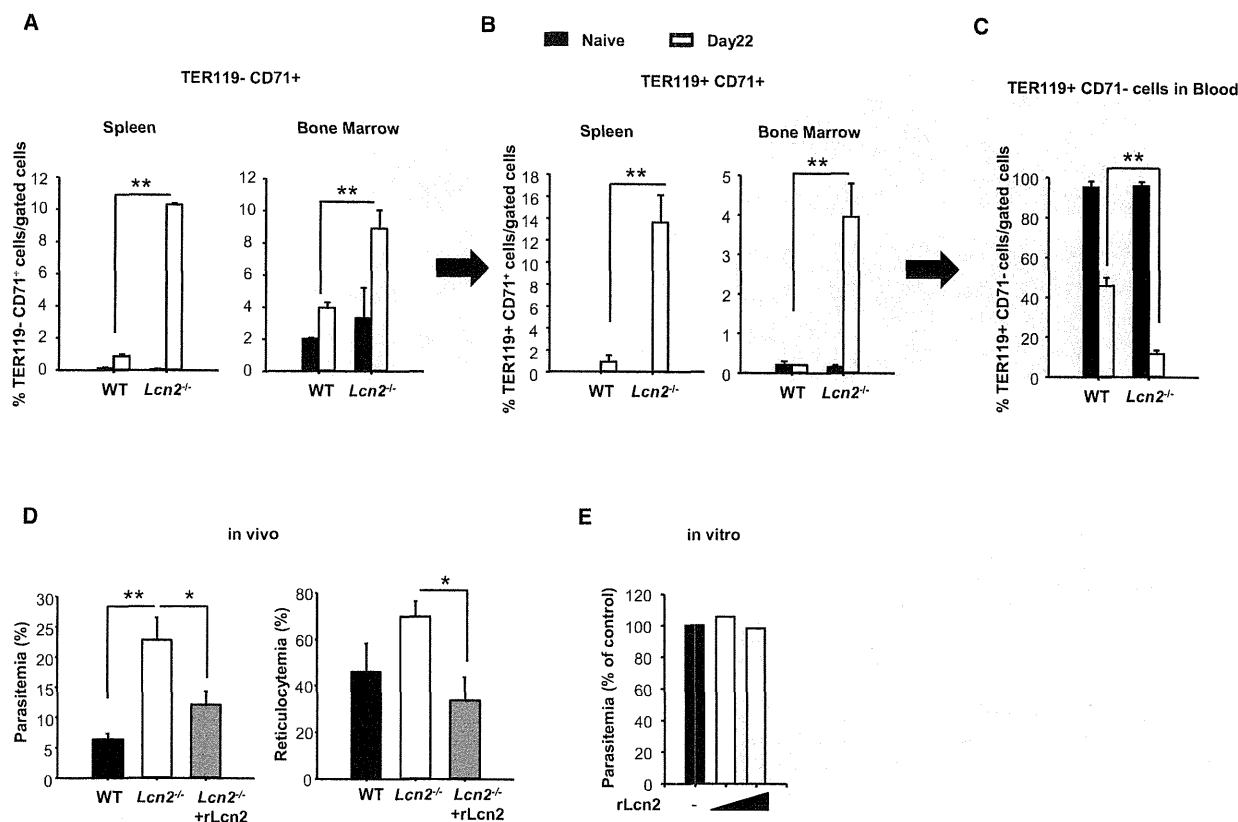 A
B
C
Naive
Day22
TER119- CD71+
TER119+ CD71+
TER119+ CD71- cells in Blood
Spleen
Bone Marrow
Spleen
Bone Marrow
% TER119- CD71⁺ cells/gated cells
12
10
8
6
4
2
0
**
WT
Lcn2-/-
12
10
8
6
4
2
0
**
WT
Lcn2-/-
% TER119+ CD71⁺ cells/gated cells
18
16
14
12
10
8
6
4
2
0
**
WT
Lcn2-/-
5
4
3
2
1
0
**
WT
Lcn2-/-
% TER119+ CD71- cells/gated cells
100
80
60
40
20
0
**
WT
Lcn2-/-
D
in vivo
Parasitemia (%)
30
25
20
15
10
5
0
**
*
WT
Lcn2-/-
Lcn2-/-
+rLcn2
Reticulocytemia (%)
80
60
40
20
0
*
WT
Lcn2-/-
Lcn2-/-
+rLcn2
E
in vitro
Parasitemia (% of control)
120
100
80
60
40
20
0
rLcn2
-